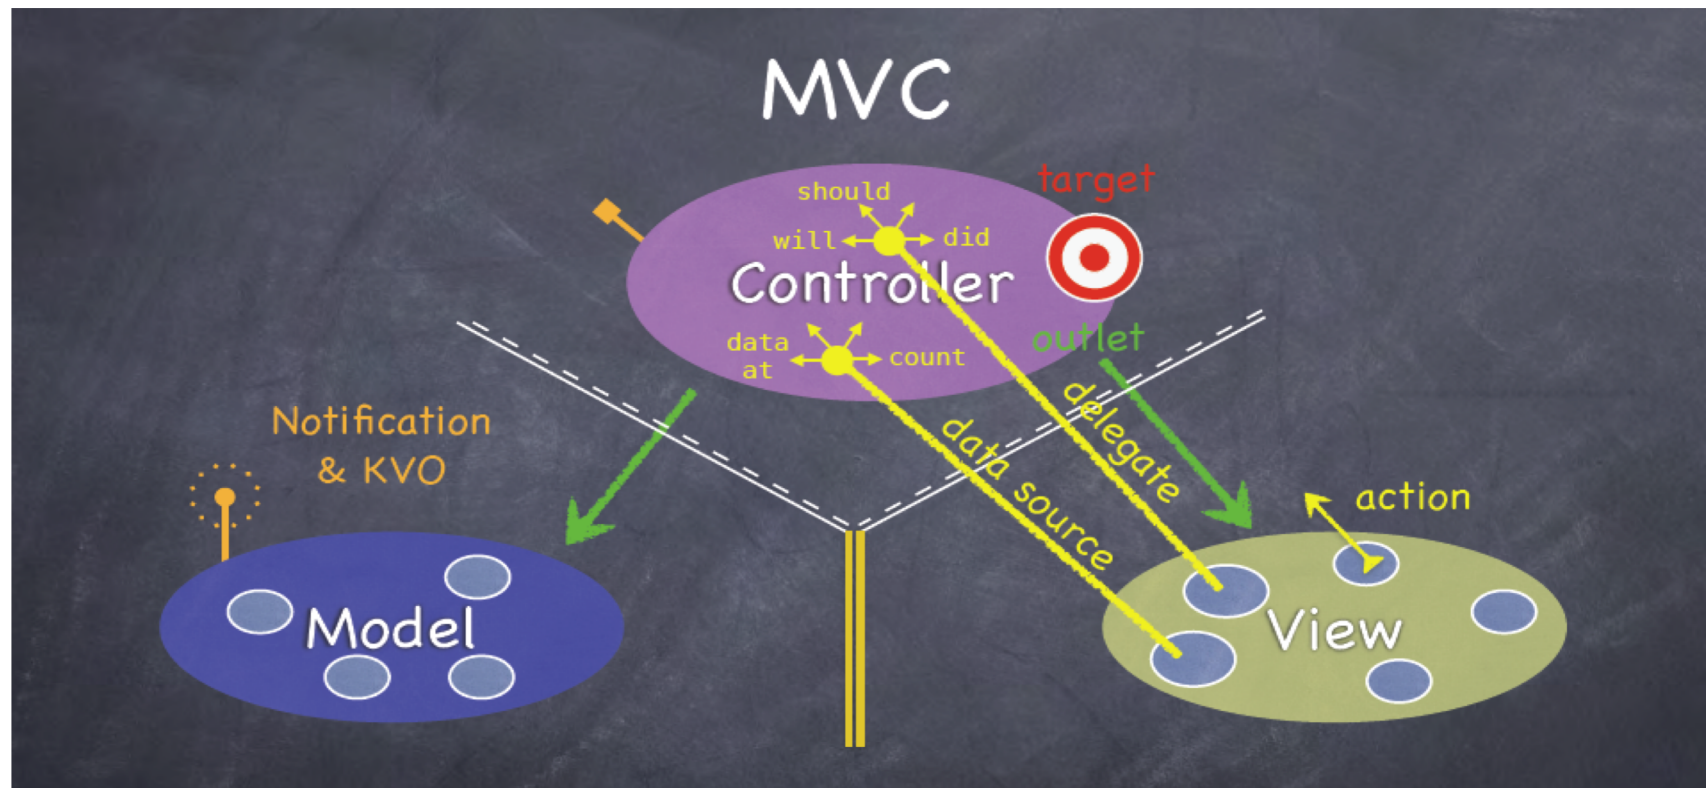 MVC
target
should
will
did
Controller
outlet
data
at
count
delegate
data source
Notification
& KVO
action
Model
View